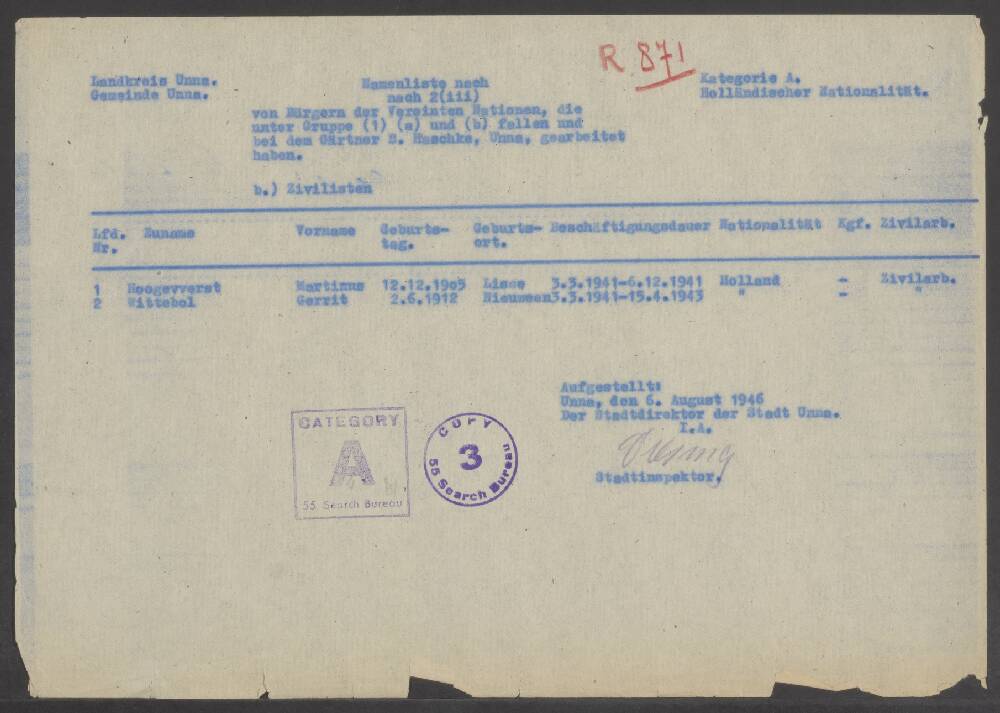 R. 871
Landkreis Unna.
Gemeinde Unna.
Namenliste nach
nach 2(iii)
von Bürgern der Vereinten Nationen, die
unter Gruppe (1) (a) und (b) fallen und
bei dem Gärtner B. Haschke, Unna, gearbeitet
haben.
Kategorie A.
Holländischer Nationalität.
b.) Zivilisten
Lfd. Nr. Zuname Vorname Geburts-tag. Geburts-ort. Beschäftigungsdauer Nationalität Kgf. Zivilarb.
1 Hoogevverst Martinus 12.12.1905 Lisse 3.3.1941-6.12.1941 Holland - Zivilarb.
2 Wittebol Gerrit 2.6.1912 Nieuween 3.3.1941-15.4.1943 " - "
Aufgestellt:
Unna, den 6. August 1946
Der Stadtdirektor der Stadt Unna.
I.A.
Stadtinspektor.
CATEGORY
A
55 Search Bureau
COPY
3
55 Search Bureau